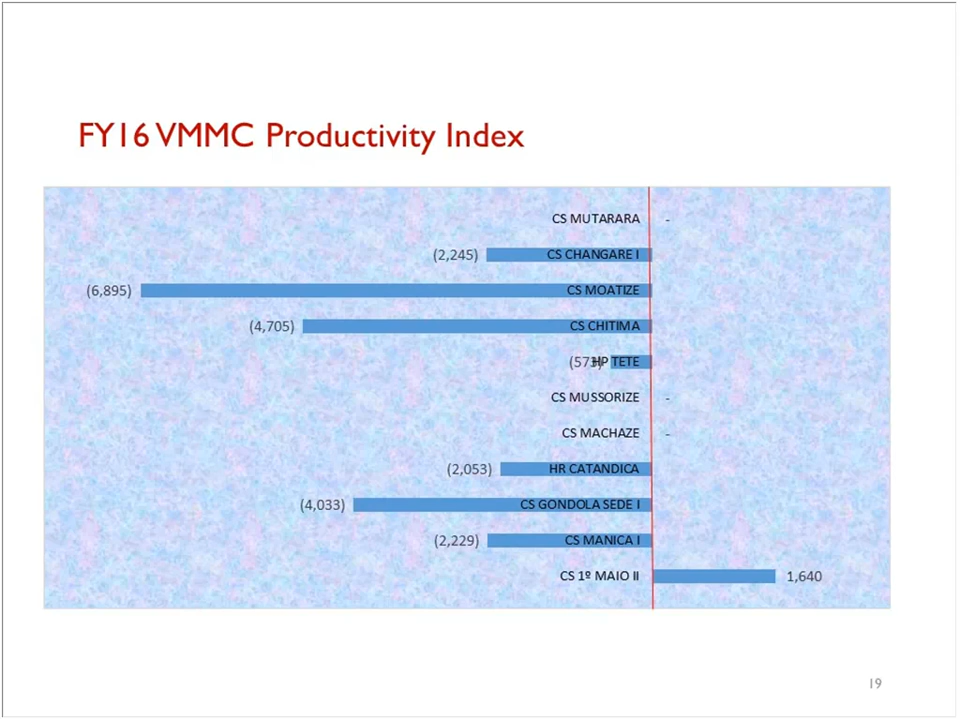 FY16 VMMC Productivity Index
CS MUTARARA -
(2,245) CS CHANGARE I
(6,895) CS MOATIZE
(4,705) CS CHITIMA
(573) HP TETE
CS MUSSORIZE -
CS MACHAZE -
(2,053) HR CATANDICA
(4,033) CS GONDOLA SEDE I
(2,229) CS MANICA I
CS 1º MAIO II 1,640
19